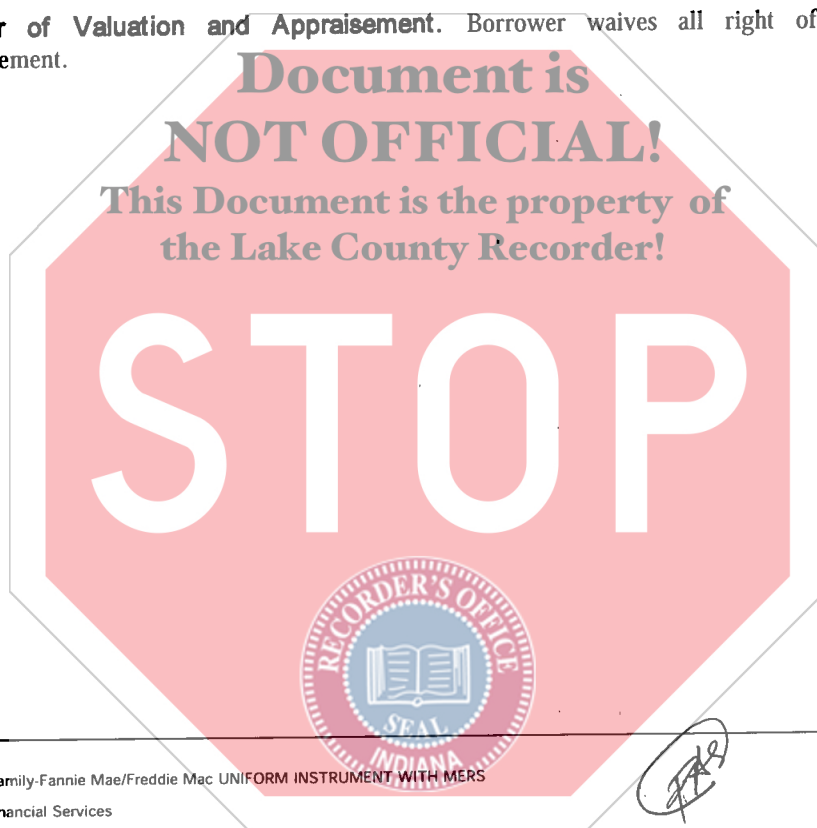 r of Valuation and Appraisement. Borrower waives all right of
ement.
Document is
NOT OFFICIAL!
This Document is the property of
the Lake County Recorder!
STOP
RECORDER'S OFFICE
SEAL
INDIANA
amily-Fannie Mae/Freddie Mac UNIFORM INSTRUMENT WITH MERS
nancial Services